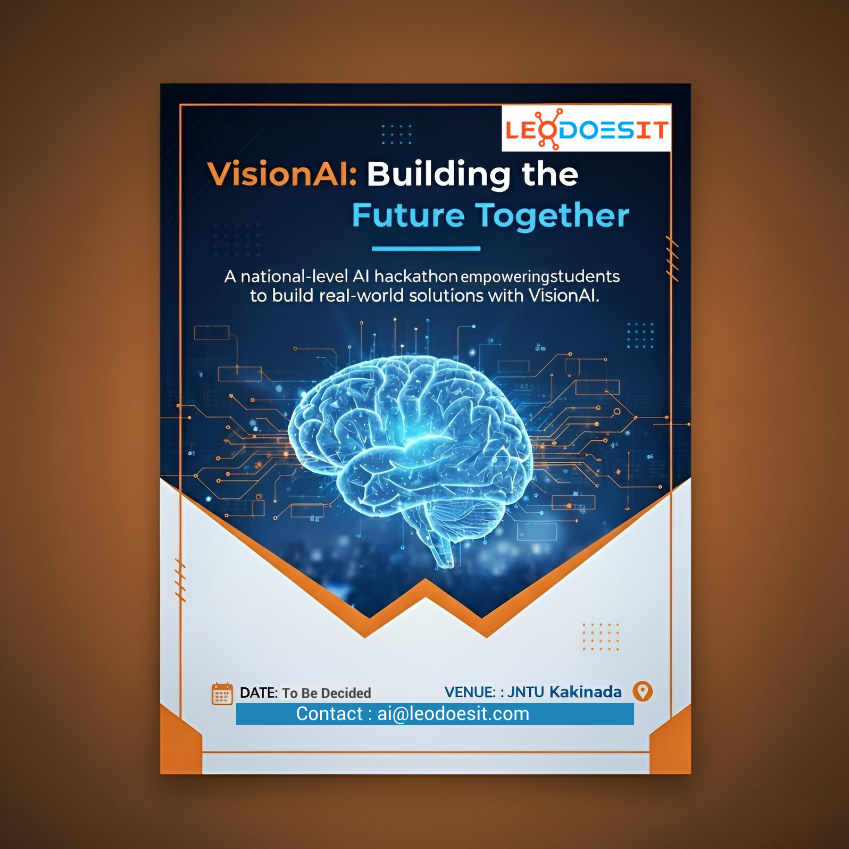 LEODOESIT
VisionAI: Building the
Future Together
A national-level AI hackathon empoweringstudents
to build real-world solutions with VisionAI.
DATE: To Be Decided
VENUE: : JNTU Kakinada
Contact : ai@leodoesit.com